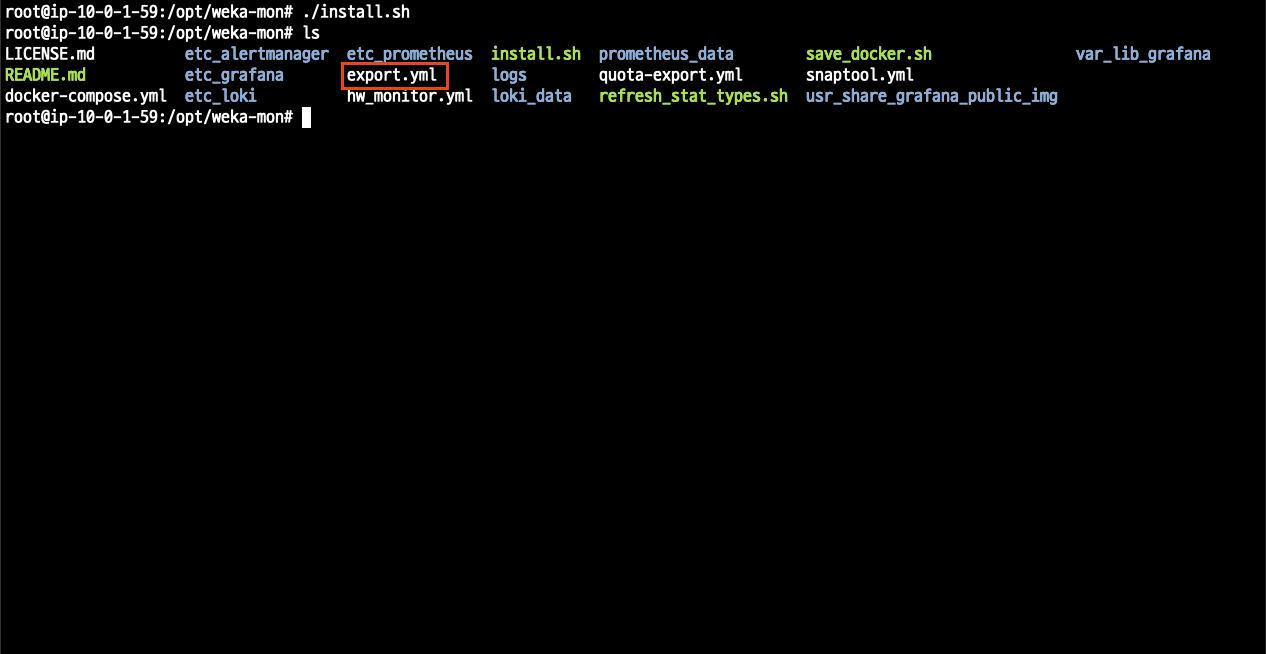 root@ip-10-0-1-59:/opt/weka-mon# ./install.sh
root@ip-10-0-1-59:/opt/weka-mon# ls
LICENSE.md etc_alertmanager etc_prometheus install.sh prometheus_data save_docker.sh var_lib_grafana
README.md etc_grafana export.yml logs quota-export.yml snaptool.yml
docker-compose.yml etc_loki hw_monitor.yml loki_data refresh_stat_types.sh usr_share_grafana_public_img
root@ip-10-0-1-59:/opt/weka-mon#